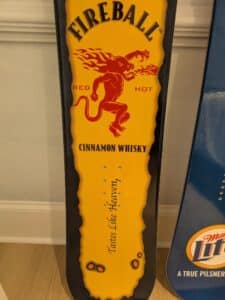 FIREBALL
RED HOT
CINNAMON WHISKY
Tastes Like Heaven,
Lite
A TRUE PILSNER